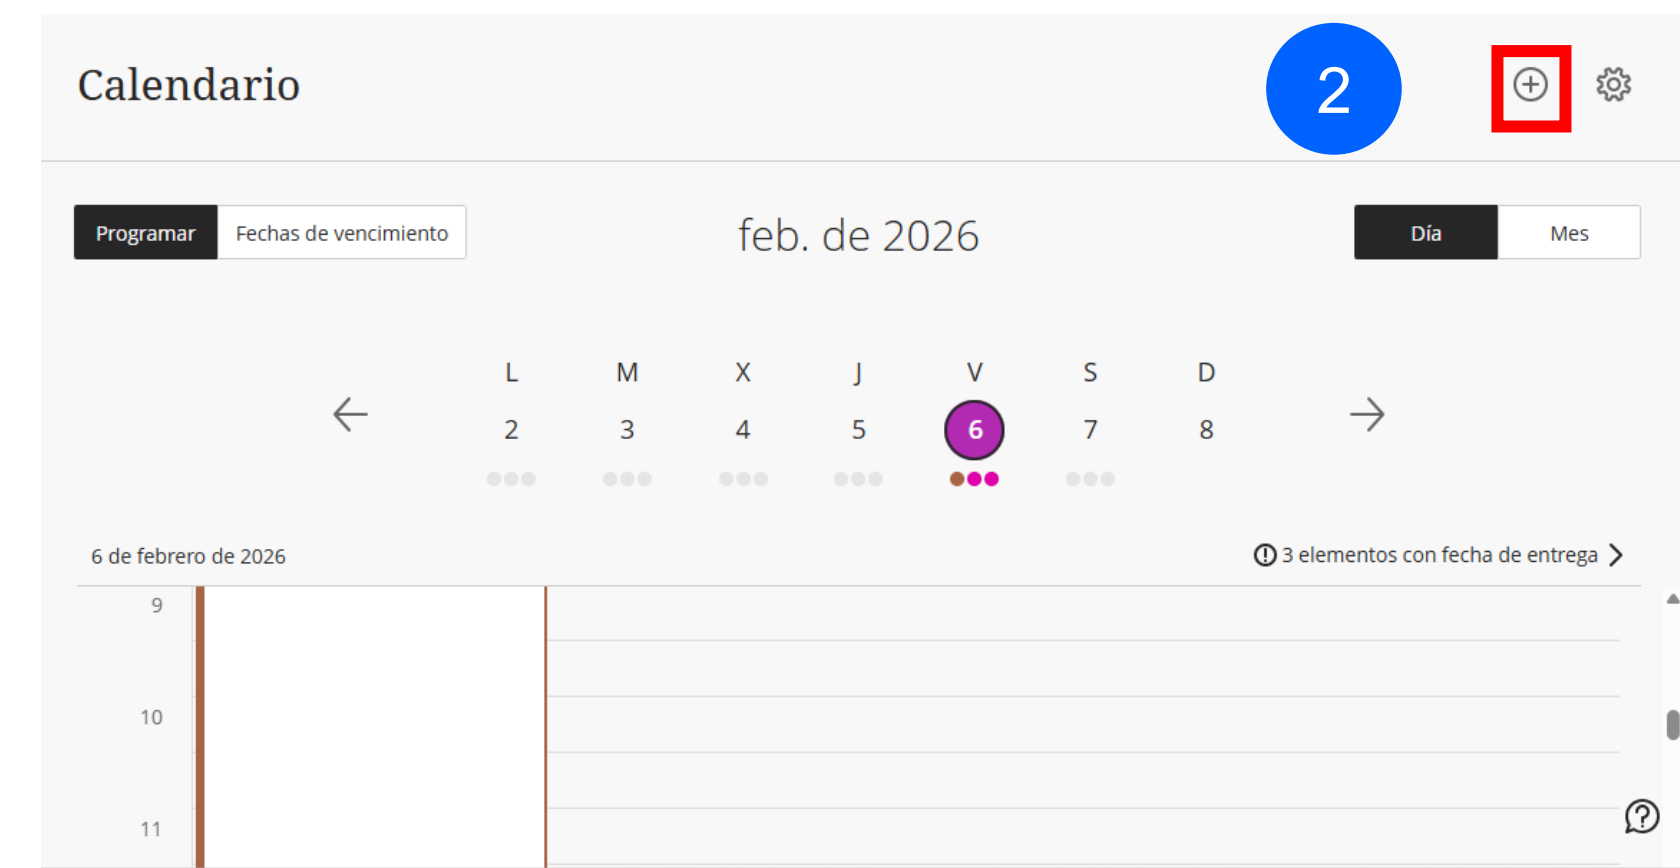 Calendario
2
Programar
Fechas de vencimiento
feb. de 2026
Día
Mes
L M X J V S D
2 3 4 5 6 7 8
6 de febrero de 2026
3 elementos con fecha de entrega
9
10
11